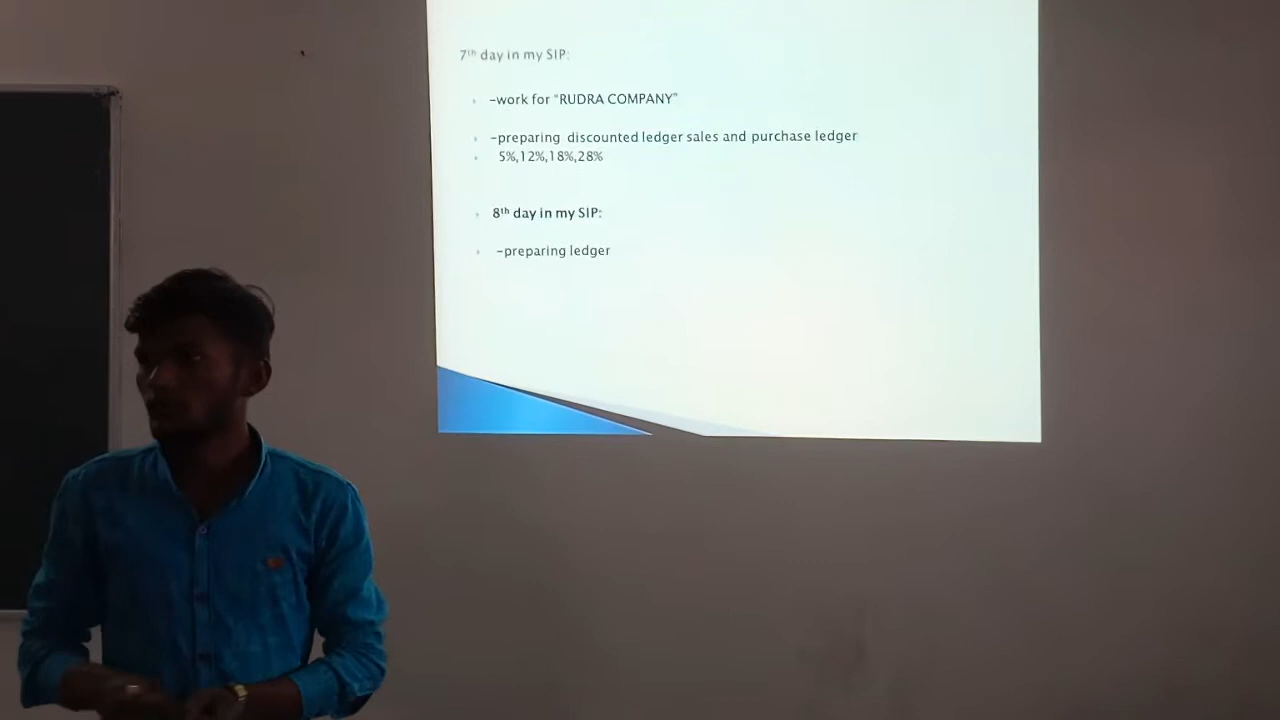 7th day in my SIP:
-work for "RUDRA COMPANY"
-preparing discounted ledger sales and purchase ledger
5%,12%,18%,28%
8th day in my SIP:
-preparing ledger